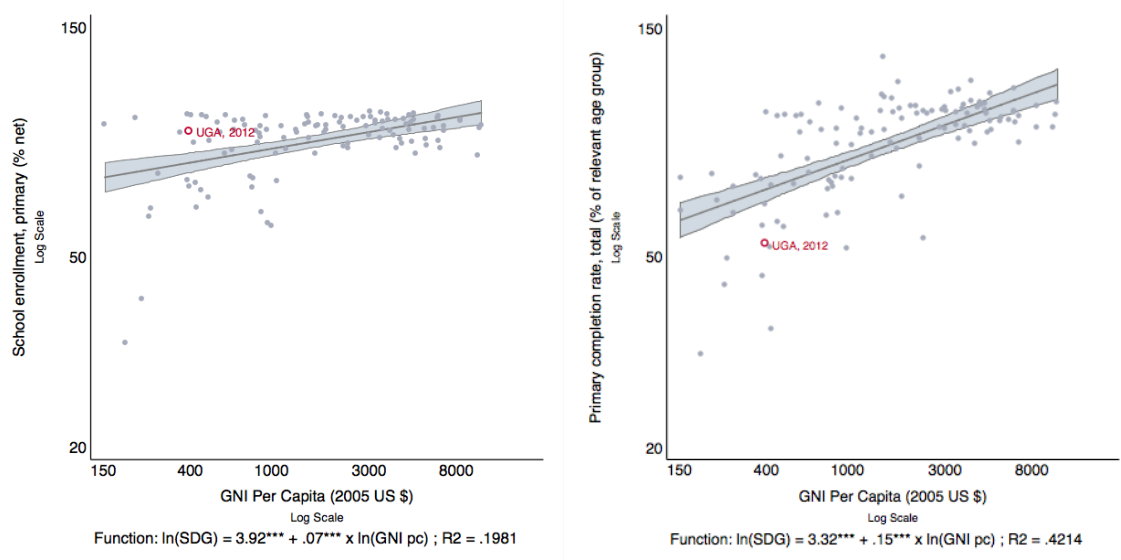 150
50
20
School enrollment, primary (% net)
Log Scale
UGA, 2012
150 400 1000 3000 8000
GNI Per Capita (2005 US $)
Log Scale
Function: ln(SDG) = 3.92*** + .07*** x ln(GNI pc) ; R2 = .1981
150
50
20
Primary completion rate, total (% of relevant age group)
Log Scale
UGA, 2012
150 400 1000 3000 8000
GNI Per Capita (2005 US $)
Log Scale
Function: ln(SDG) = 3.32*** + .15*** x ln(GNI pc) ; R2 = .4214